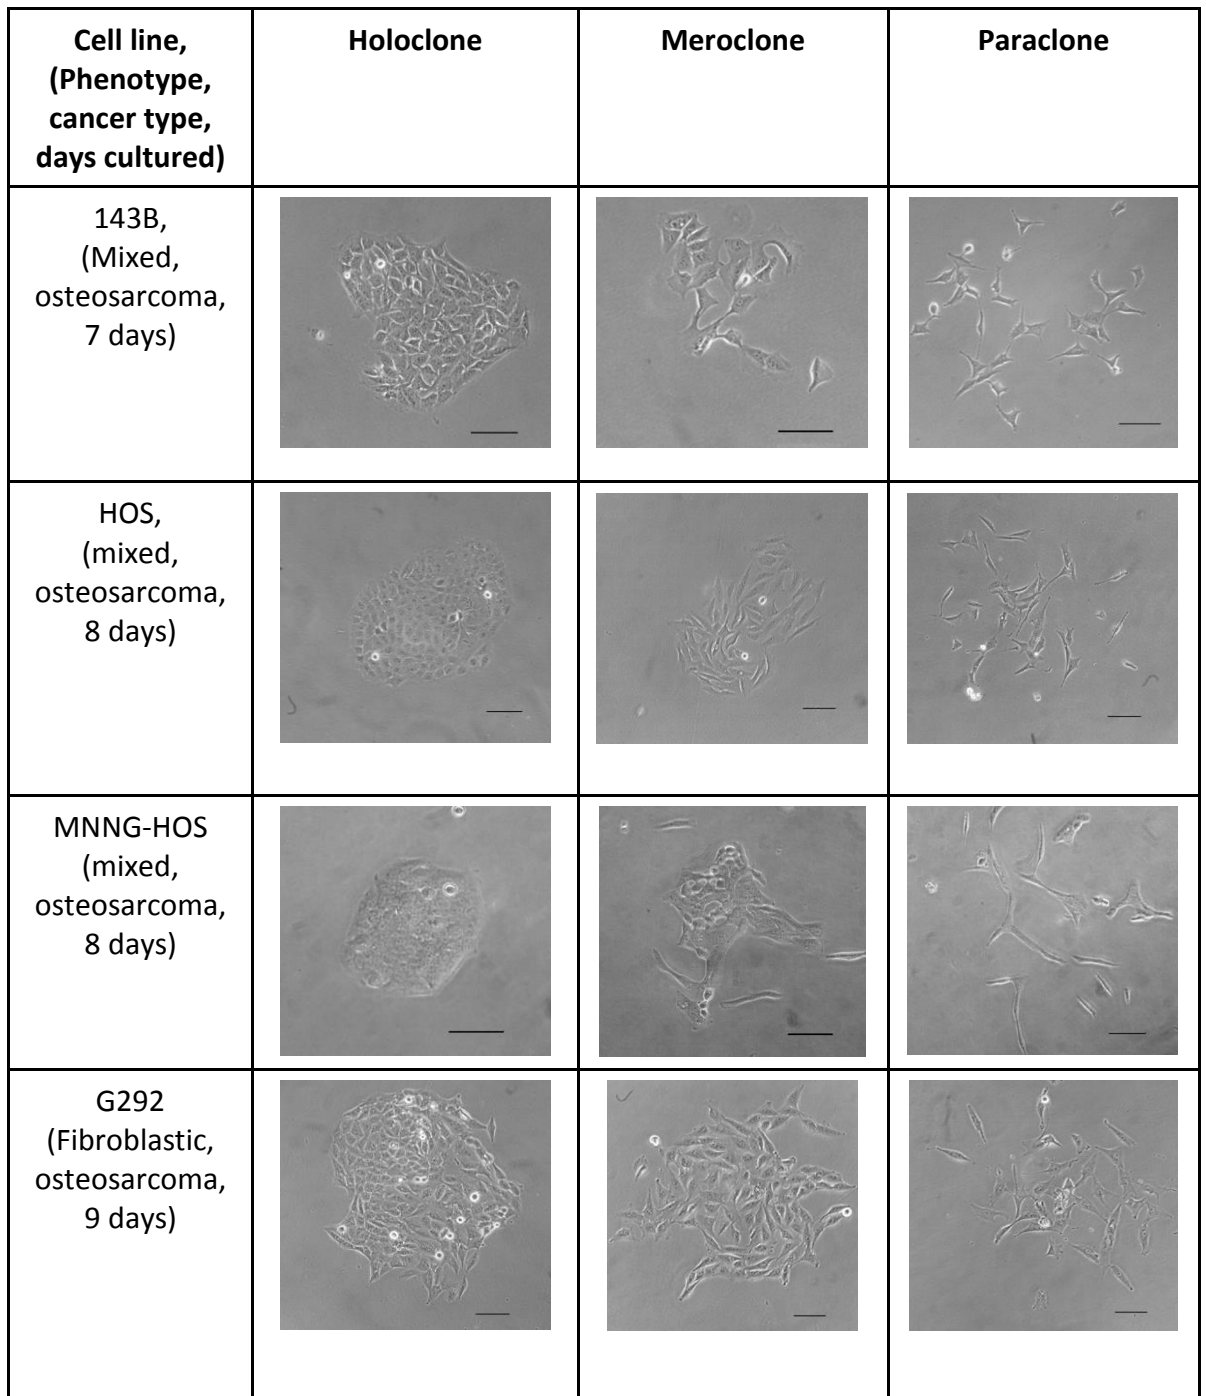 Cell line,
(Phenotype,
cancer type,
days cultured)
Holoclone
Meroclone
Paraclone
143B,
(Mixed,
osteosarcoma,
7 days)
HOS,
(mixed,
osteosarcoma,
8 days)
MNNG-HOS
(mixed,
osteosarcoma,
8 days)
G292
(Fibroblastic,
osteosarcoma,
9 days)